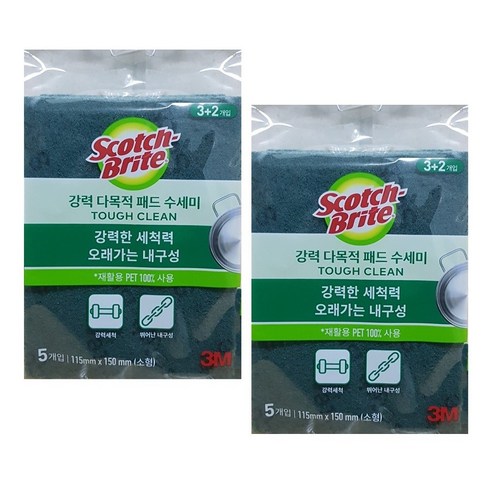 3+2개입
Scotch-
Brite
강력 다목적 패드 수세미
TOUGH CLEAN
강력한 세척력
오래가는 내구성
*재활용 PET 100% 사용
강력세척
뛰어난 내구성
5개입 | 115mm x 150 mm (소형)
3M
3+2개입
Scotch-
Brite
강력 다목적 패드 수세미
TOUGH CLEAN
강력한 세척력
오래가는 내구성
*재활용 PET 100% 사용
강력세척
뛰어난 내구성
5개입 | 115mm x 150 mm (소형)
3M